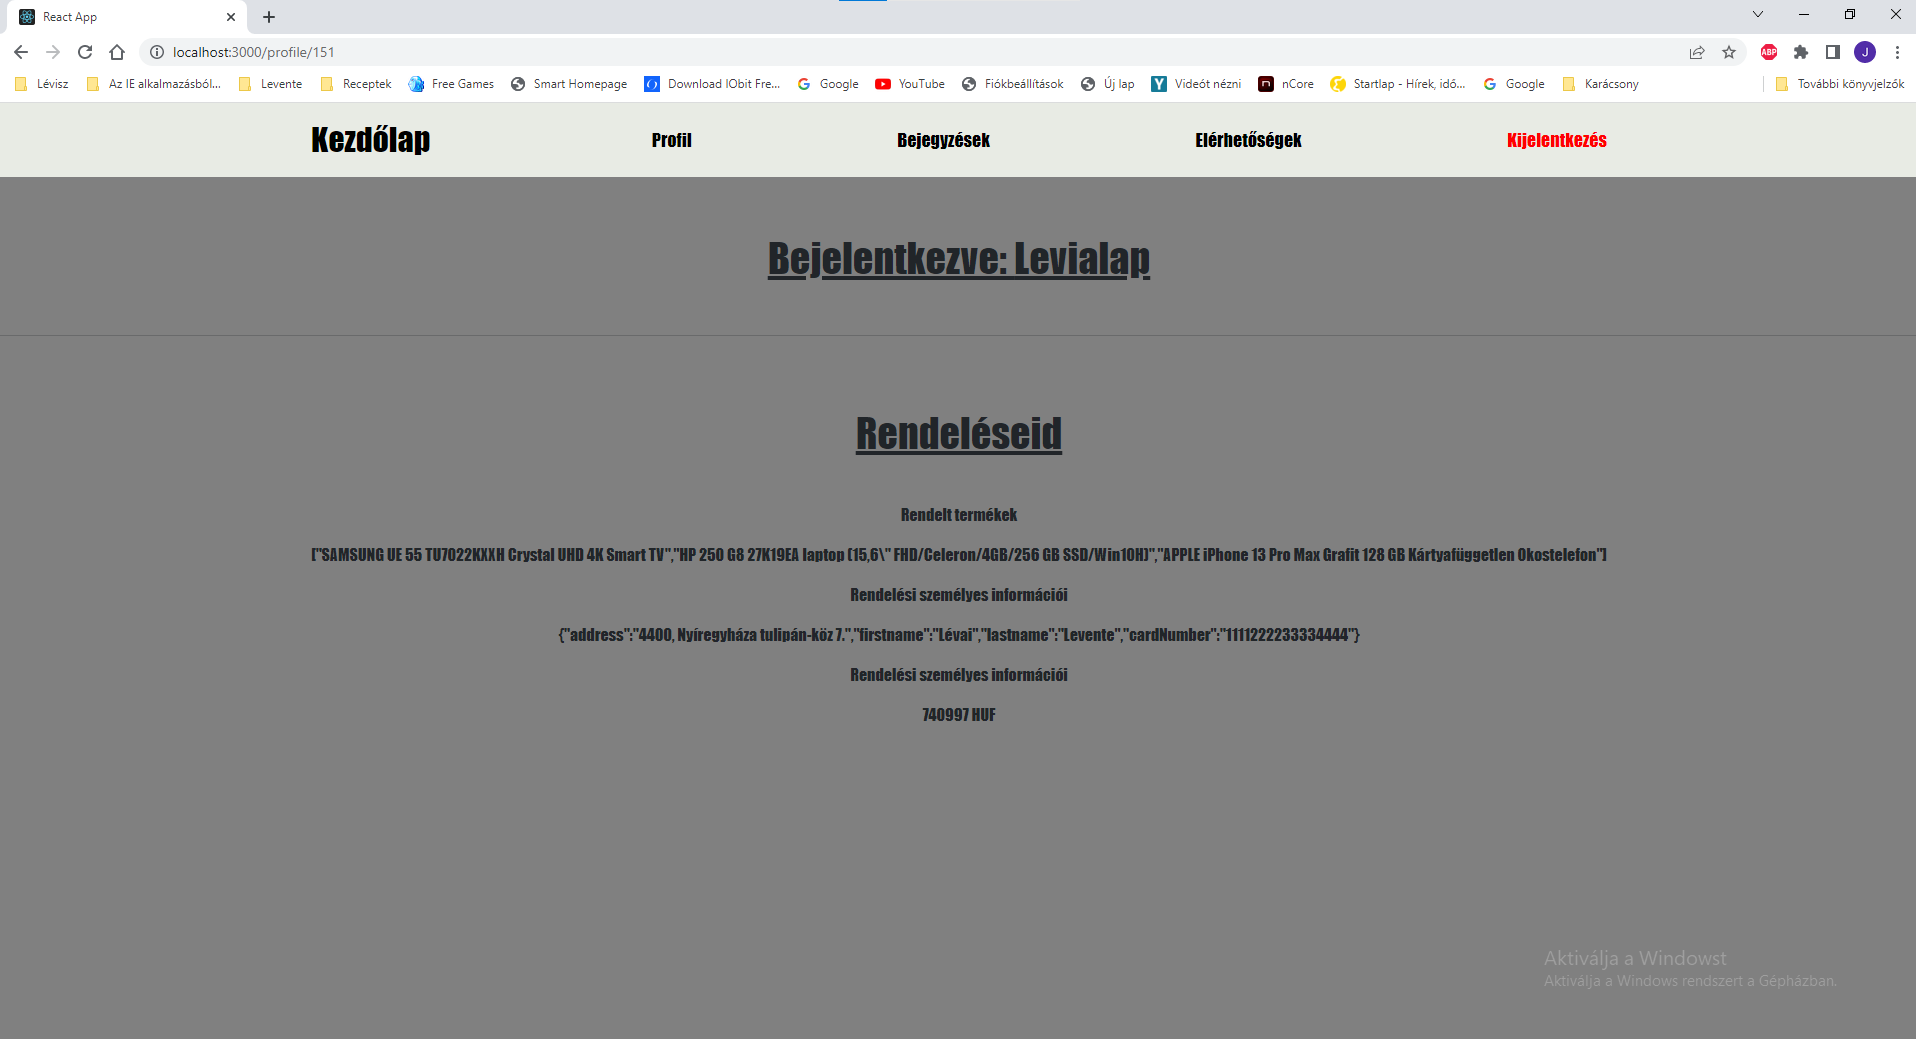 React App
localhost:3000/profile/151
ABP
J
Lévisz Az IE alkalmazásból... Levente Receptek Free Games Smart Homepage Download IObit Fre... Google YouTube Fiókbeállítások Új lap Videót nézni nCore Startlap - Hírek, idő... Google Karácsony További könyvjelzők
Kezdőlap Profil Bejegyzések Elérhetőségek Kijelentkezés
Bejelentkezve: Levialap
Rendeléseid
Rendelt termékek
["SAMSUNG UE 55 TU7022KXXH Crystal UHD 4K Smart TV","HP 250 G8 27K19EA laptop (15,6\" FHD/Celeron/4GB/256 GB SSD/Win10H)","APPLE iPhone 13 Pro Max Grafit 128 GB Kártyafüggetlen Okostelefon"]
Rendelési személyes információi
{"address":"4400, Nyíregyháza tulipán-köz 7.","firstname":"Lévai","lastname":"Levente","cardNumber":"1111222233334444"}
Rendelési személyes információi
740997 HUF
Aktiválja a Windowst
Aktiválja a Windows rendszert a Gépházban.